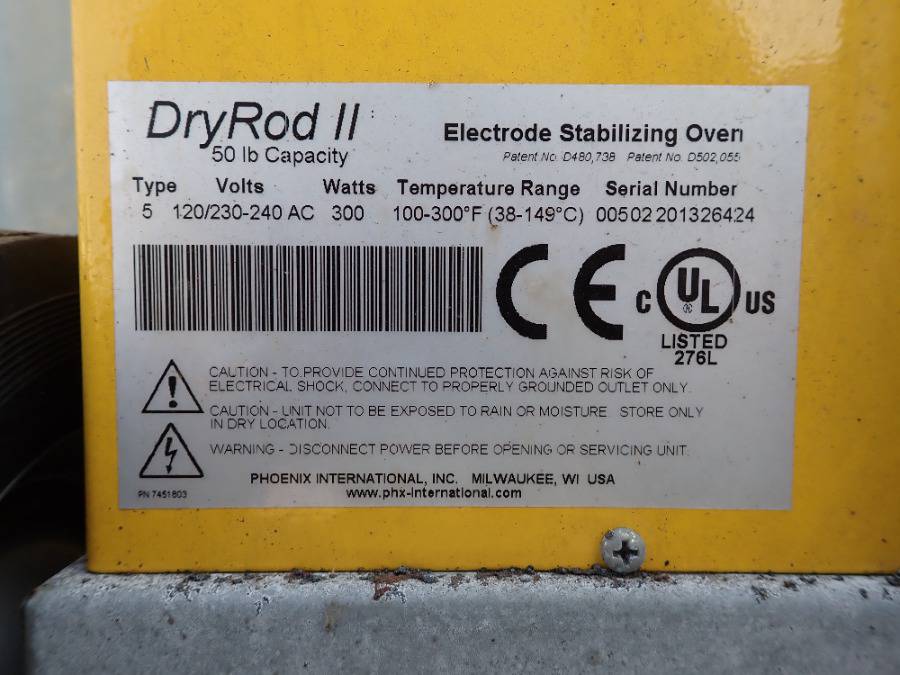 DryRod II
50 lb Capacity
Electrode Stabilizing Oven
Patent No. D480,738 Patent No. D502,055
Type Volts Watts Temperature Range Serial Number
5 120/230-240 AC 300 100-300°F (38-149°C) 00502201326424
CE
C UL US
®
LISTED
276L
CAUTION - TO PROVIDE CONTINUED PROTECTION AGAINST RISK OF
ELECTRICAL SHOCK, CONNECT TO PROPERLY GROUNDED OUTLET ONLY.
CAUTION - UNIT NOT TO BE EXPOSED TO RAIN OR MOISTURE STORE ONLY
IN DRY LOCATION.
WARNING - DISCONNECT POWER BEFORE OPENING OR SERVICING UNIT.
PHOENIX INTERNATIONAL, INC. MILWAUKEE, WI USA
www.phx-international.com
PN 7451803